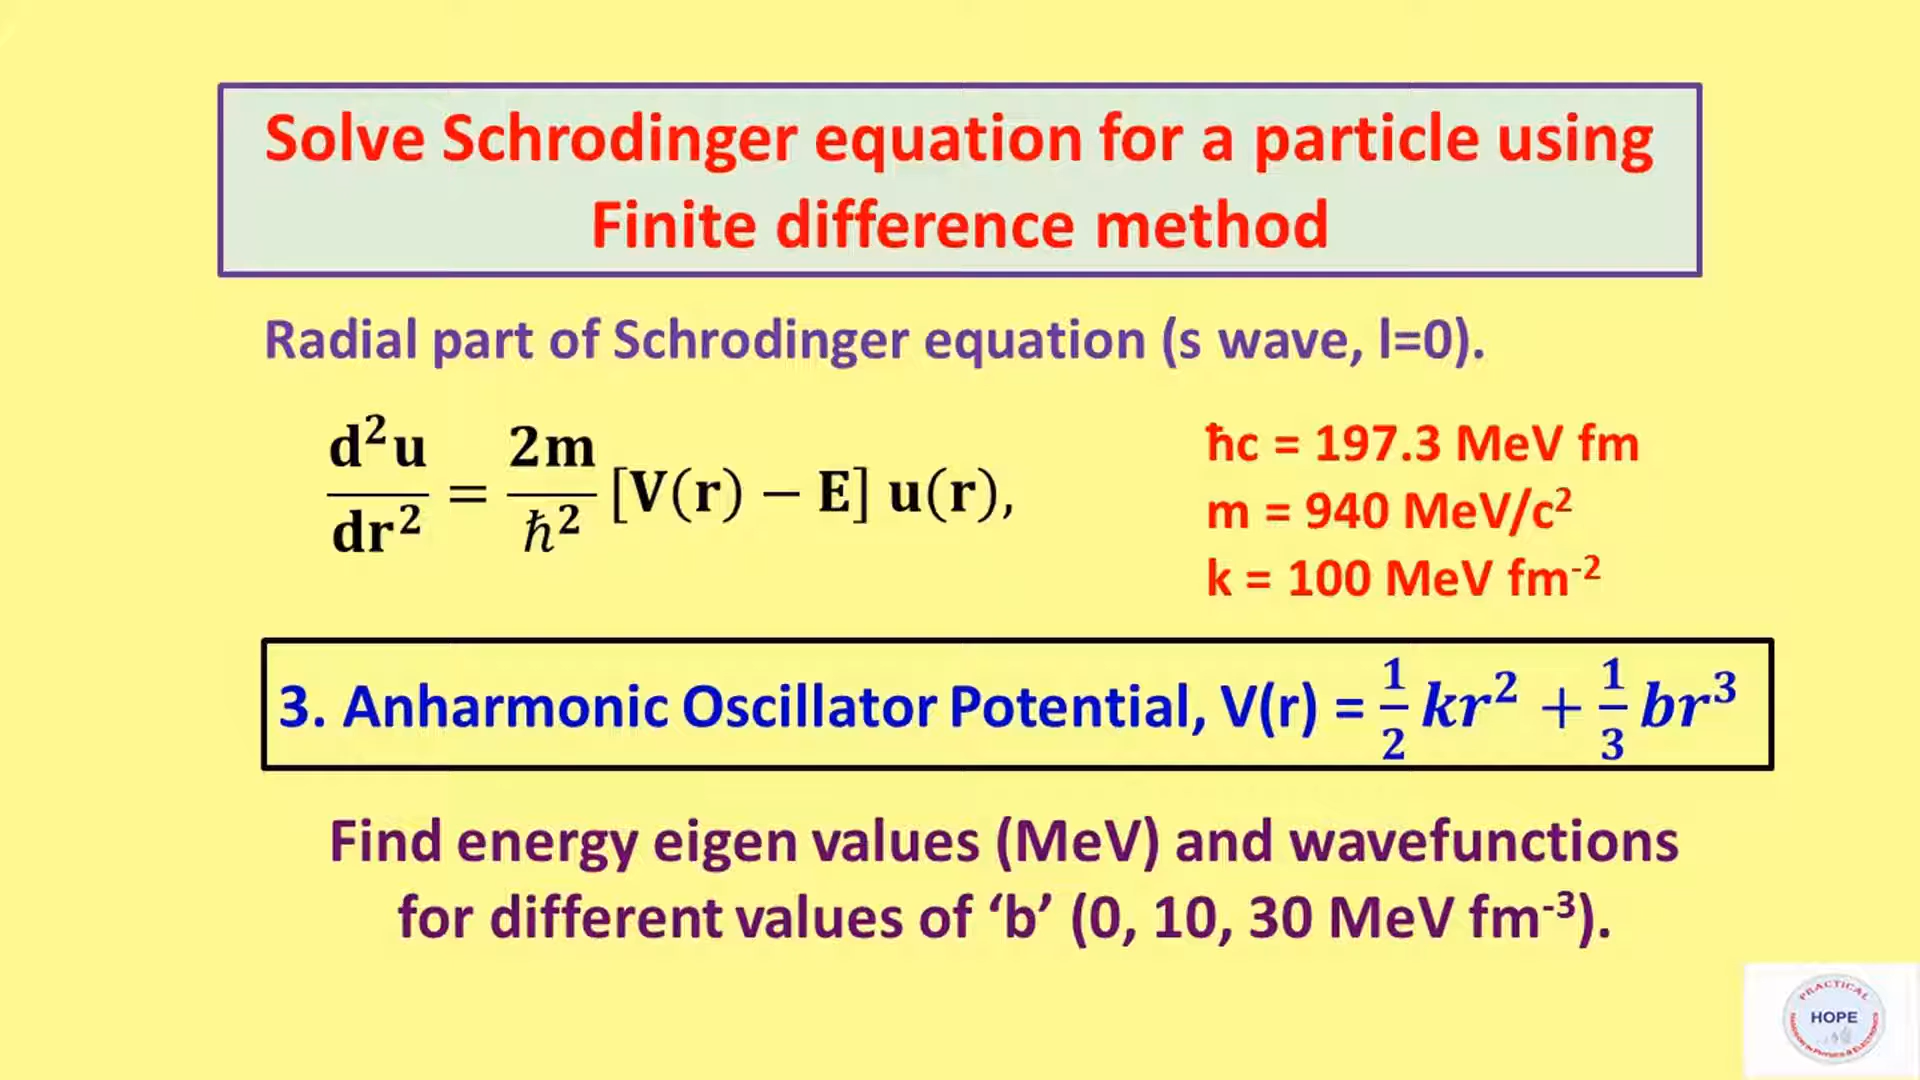 Solve Schrodinger equation for a particle using
Finite difference method
Radial part of Schrodinger equation (s wave, l=0).
d²u/dr² = 2m/ħ² [V(r) − E] u(r),
ħc = 197.3 MeV fm
m = 940 MeV/c²
k = 100 MeV fm⁻²
3. Anharmonic Oscillator Potential, V(r) = 1/2 kr² + 1/3 br³
Find energy eigen values (MeV) and wavefunctions
for different values of ‘b’ (0, 10, 30 MeV fm⁻³).
PRACTICAL
HOPE